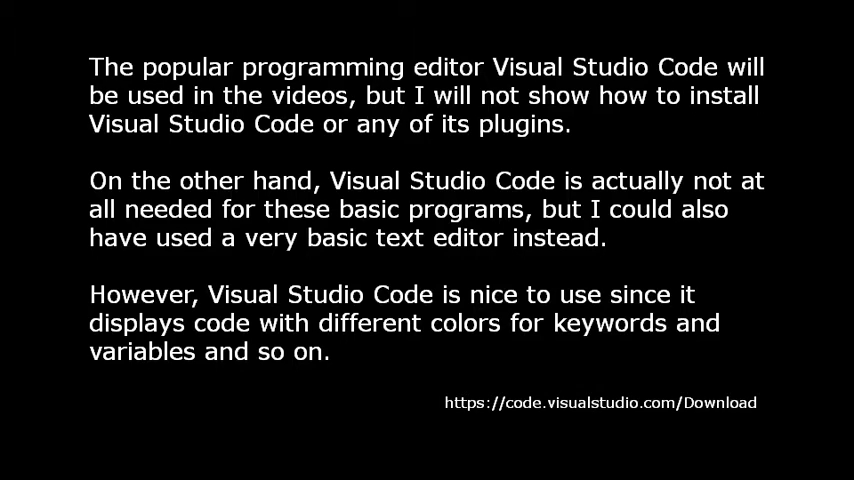 The popular programming editor Visual Studio Code will
be used in the videos, but I will not show how to install
Visual Studio Code or any of its plugins.
On the other hand, Visual Studio Code is actually not at
all needed for these basic programs, but I could also
have used a very basic text editor instead.
However, Visual Studio Code is nice to use since it
displays code with different colors for keywords and
variables and so on.
https://code.visualstudio.com/Download